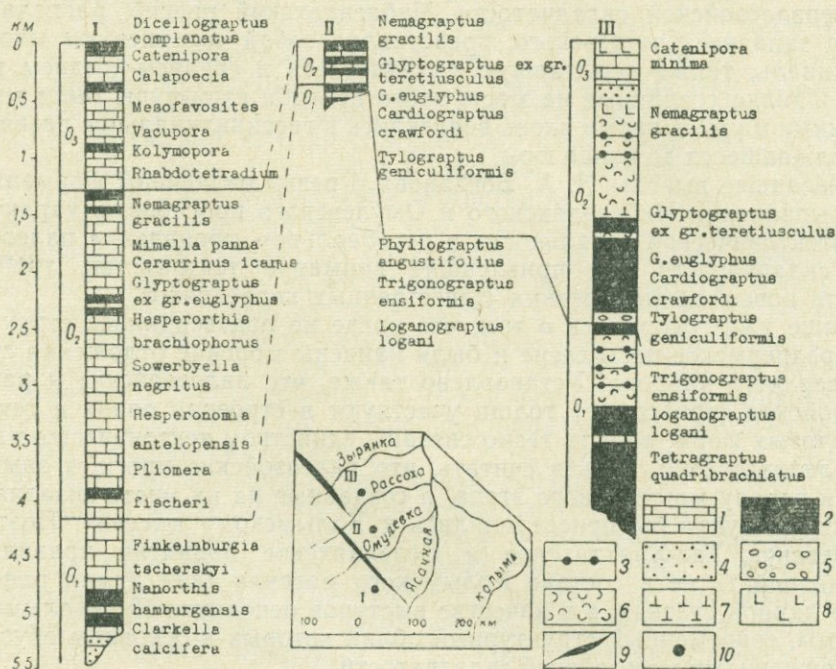 км
I
II
III
0
0,5
1
1,5
2
2,5
3
3,5
4
4,5
5
5,5
O3
O2
O1
Dicellograptus
complanatus
Catenipora
Calapoecia
Mesofavosites
Vacupora
Kolymopora
Rhabdotetradium
Nemagraptus
gracilis
Mimella panna
Ceraurinus icarus
Glyptograptus
ex gr.euglyphus
Hesperorthis
brachiophorus
Sowerbyella
negritus
Hesperonomia
antelopensis
Pliomera
fischeri
Finkelnburgia
tscherskyi
Nanorthis
hamburgensis
Clarkella
calcifera
O2
O1
Nemagraptus
gracilis
Glyptograptus ex gr.
teretiusculus
G.euglyphus
Cardiograptus
crawfordi
Tylograptus
geniculiformis
Phyllograptus
angustifolius
Trigonograptus
ensiformis
Loganograptus
logani
O3
O2
O1
Catenipora
minima
Nemagraptus
gracilis
Glyptograptus
ex gr.teretiusculus
G.euglyphus
Cardiograptus
crawfordi
Tylograptus
geniculiformis
Trigonograptus
ensiformis
Loganograptus
logani
Tetragraptus
quadribrachiatus
Зырянка
III
Рассоха
II
Омулевка
I
Ясачная
Колыма
100 0 100 200 км
1 2
3 4 5
6 7 8
9 10